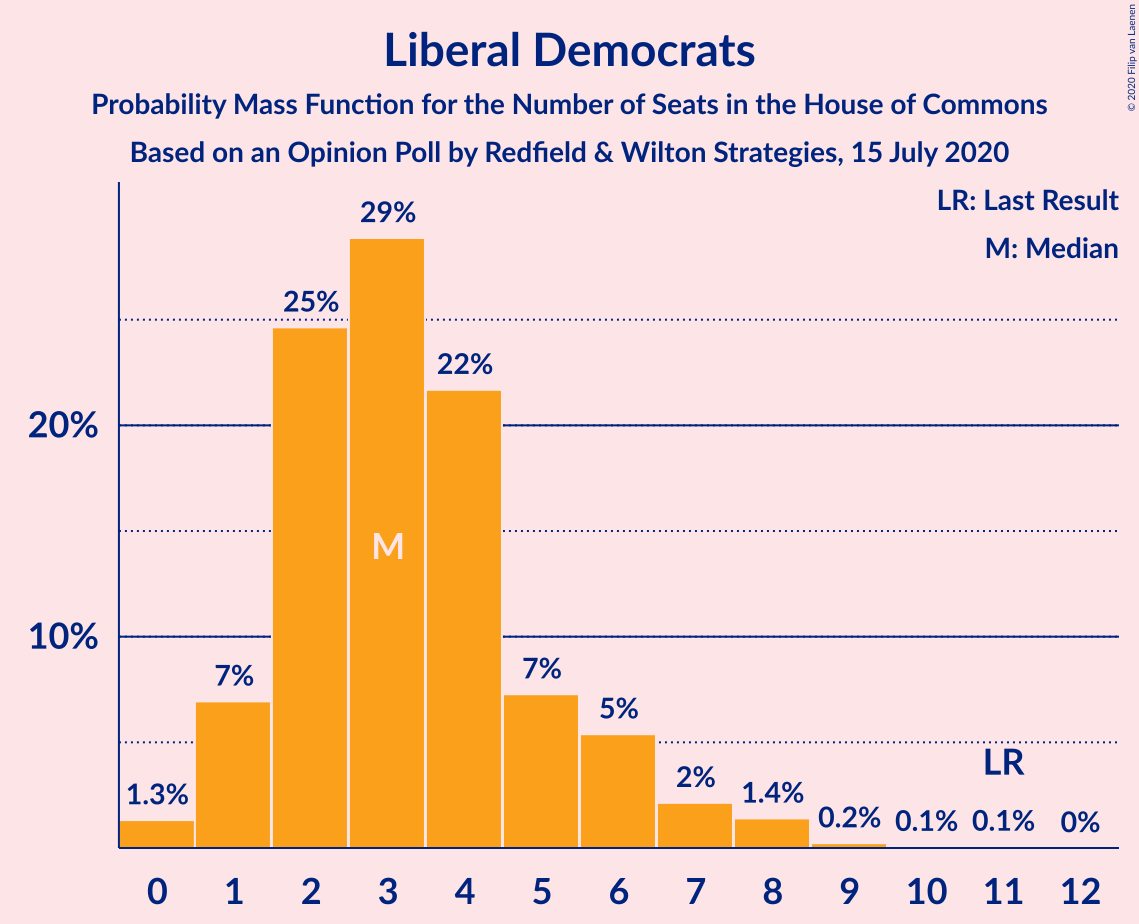 Liberal Democrats
Probability Mass Function for the Number of Seats in the House of Commons
Based on an Opinion Poll by Redfield & Wilton Strategies, 15 July 2020
© 2020 Filip van Laenen
LR: Last Result
M: Median
29%
25%
22%
20%
M
10%
7%
7%
5%
LR
2%
1.3%
1.4%
0.2%
0.1%
0.1%
0%
0 1 2 3 4 5 6 7 8 9 10 11 12